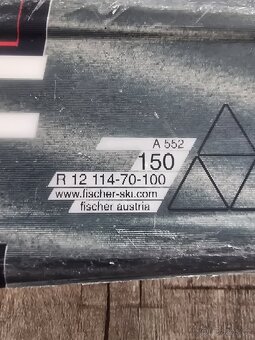 A 552
150
R 12 114-70-100
www.fischer-ski.com
fischer austria